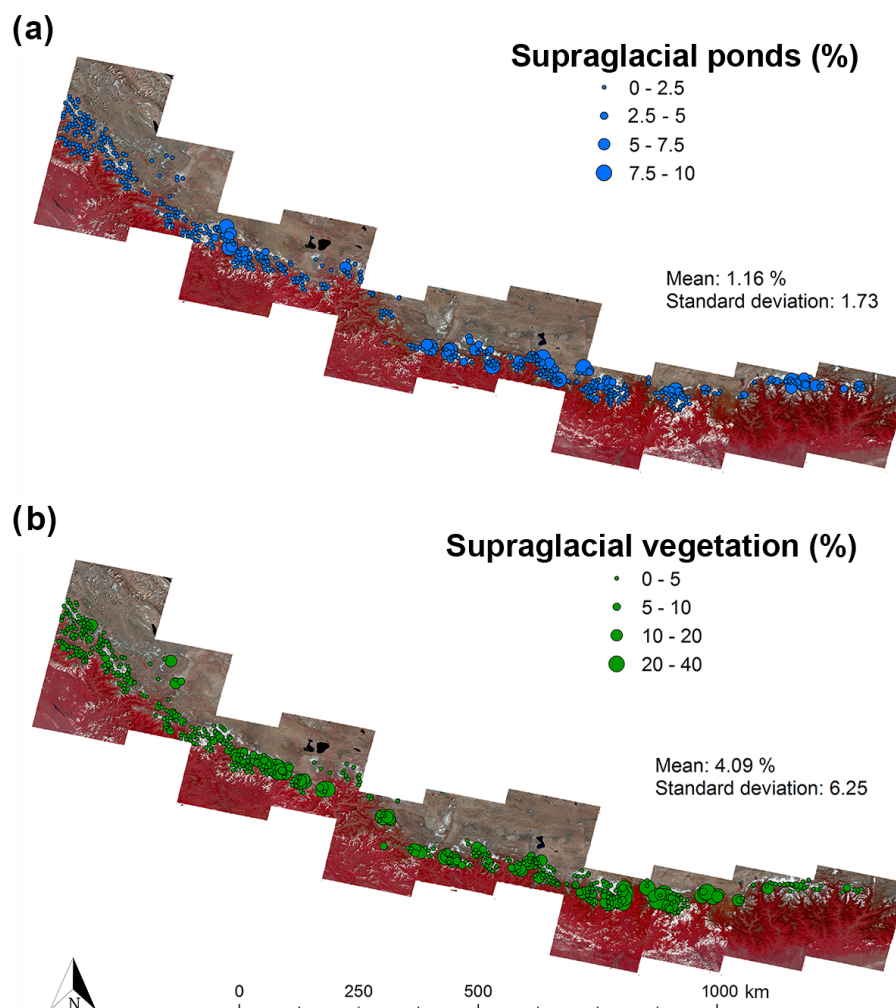 (a)
Supraglacial ponds (%)
0 - 2.5
2.5 - 5
5 - 7.5
7.5 - 10
Mean: 1.16 %
Standard deviation: 1.73
(b)
Supraglacial vegetation (%)
0 - 5
5 - 10
10 - 20
20 - 40
Mean: 4.09 %
Standard deviation: 6.25
N
0 250 500 1000 km